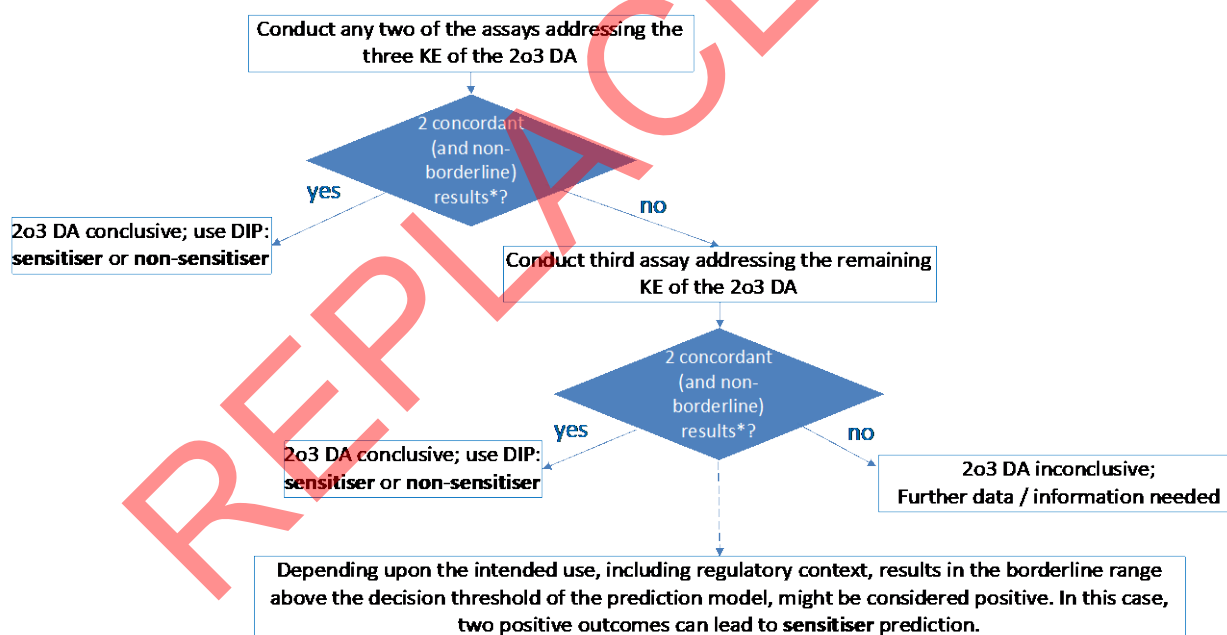 Conduct any two of the assays addressing the
three KE of the 2o3 DA
2 concordant
(and non-
borderline)
results*?
yes
no
2o3 DA conclusive; use DIP:
sensitiser or non-sensitiser
Conduct third assay addressing the remaining
KE of the 2o3 DA
2 concordant
(and non-
borderline)
results*?
yes
no
2o3 DA conclusive; use DIP:
sensitiser or non-sensitiser
2o3 DA inconclusive;
Further data / information needed
Depending upon the intended use, including regulatory context, results in the borderline range
above the decision threshold of the prediction model, might be considered positive. In this case,
two positive outcomes can lead to sensitiser prediction.
REPLACE